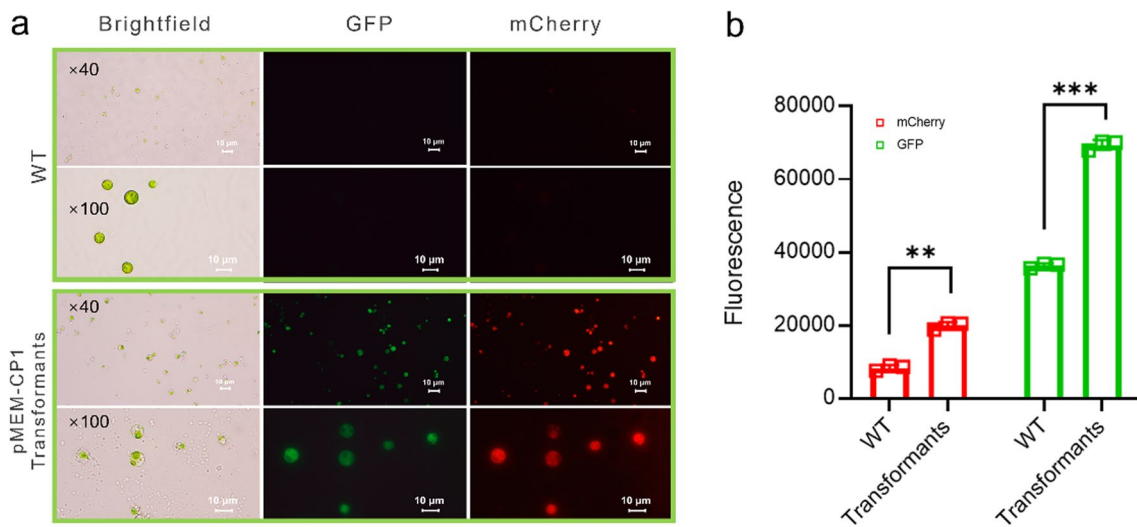 a
Brightfield GFP mCherry
WT
×40
10 μm 10 μm 10 μm
×100
10 μm 10 μm 10 μm
pMEM-CP1
Transformants
×40
10 μm 10 μm 10 μm
×100
10 μm 10 μm 10 μm
b
Fluorescence
80000
60000
40000
20000
0
mCherry
GFP
**
***
WT
Transformants
WT
Transformants